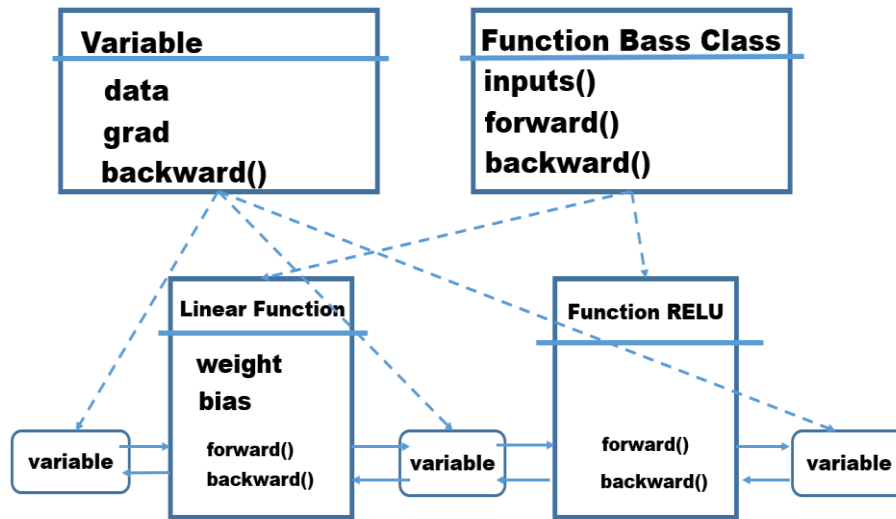 Variable
data
grad
backward()
Function Bass Class
inputs()
forward()
backward()
Linear Function
weight
bias
forward()
backward()
Function RELU
forward()
backward()
variable
variable
variable